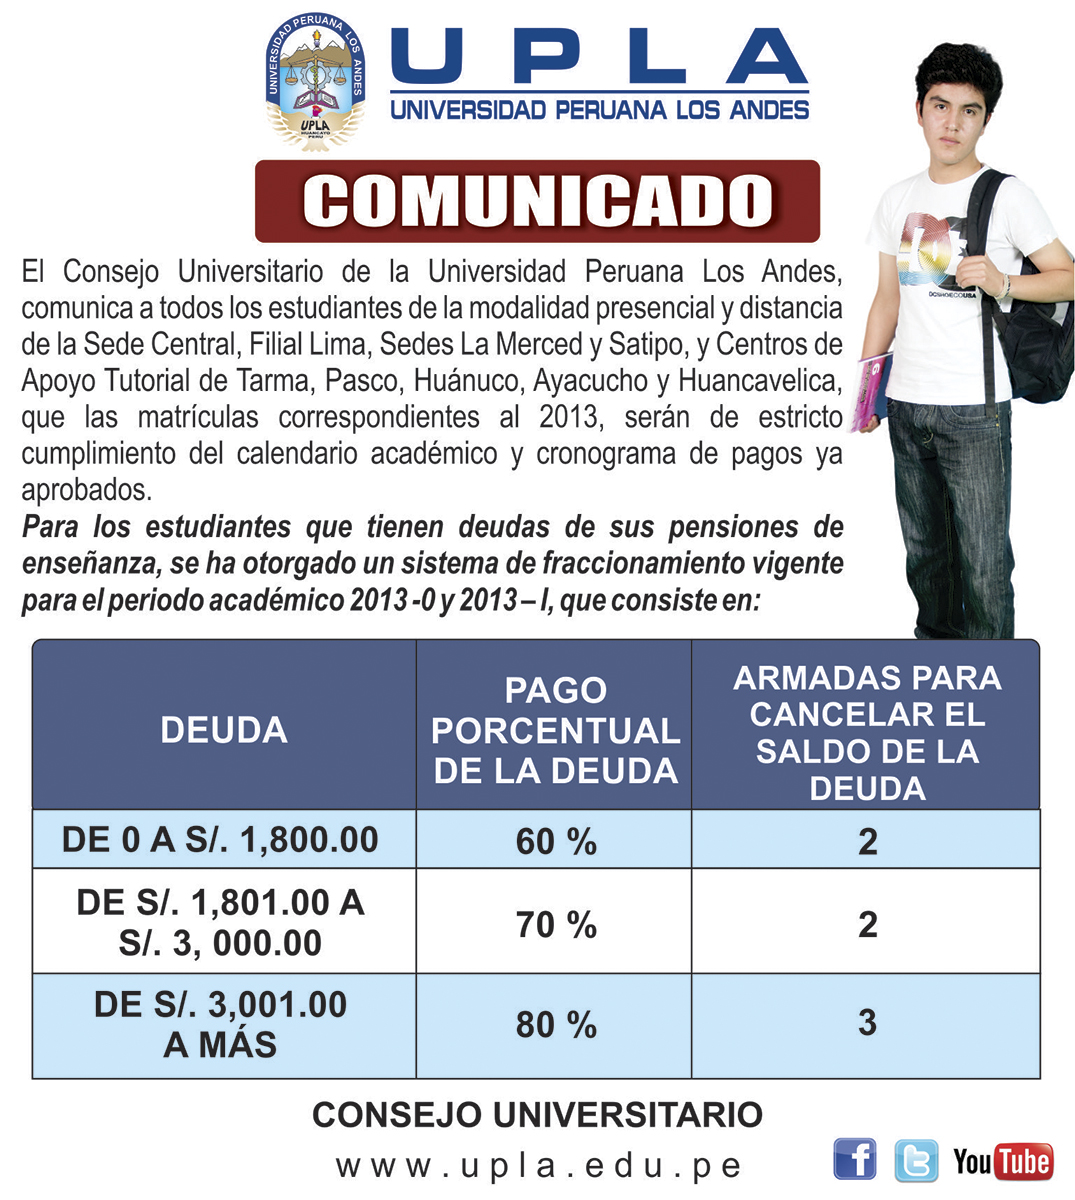 UNIVERSIDAD PERUANA LOS ANDES
UPLA
HUANCAYO
PERU
UPLA
UNIVERSIDAD PERUANA LOS ANDES
COMUNICADO
El Consejo Universitario de la Universidad Peruana Los Andes,
comunica a todos los estudiantes de la modalidad presencial y distancia
de la Sede Central, Filial Lima, Sedes La Merced y Satipo, y Centros de
Apoyo Tutorial de Tarma, Pasco, Huánuco, Ayacucho y Huancavelica,
que las matrículas correspondientes al 2013, serán de estricto
cumplimiento del calendario académico y cronograma de pagos ya
aprobados.
Para los estudiantes que tienen deudas de sus pensiones de
enseñanza, se ha otorgado un sistema de fraccionamiento vigente
para el periodo académico 2013 -0 y 2013 – I, que consiste en:
DCSHOECOUSA
DEUDA
PAGO
PORCENTUAL
DE LA DEUDA
ARMADAS PARA
CANCELAR EL
SALDO DE LA
DEUDA
DE 0 A S/. 1,800.00
60 %
2
DE S/. 1,801.00 A
S/. 3, 000.00
70 %
2
DE S/. 3,001.00
A MÁS
80 %
3
CONSEJO UNIVERSITARIO
www.upla.edu.pe
f
t
YouTube